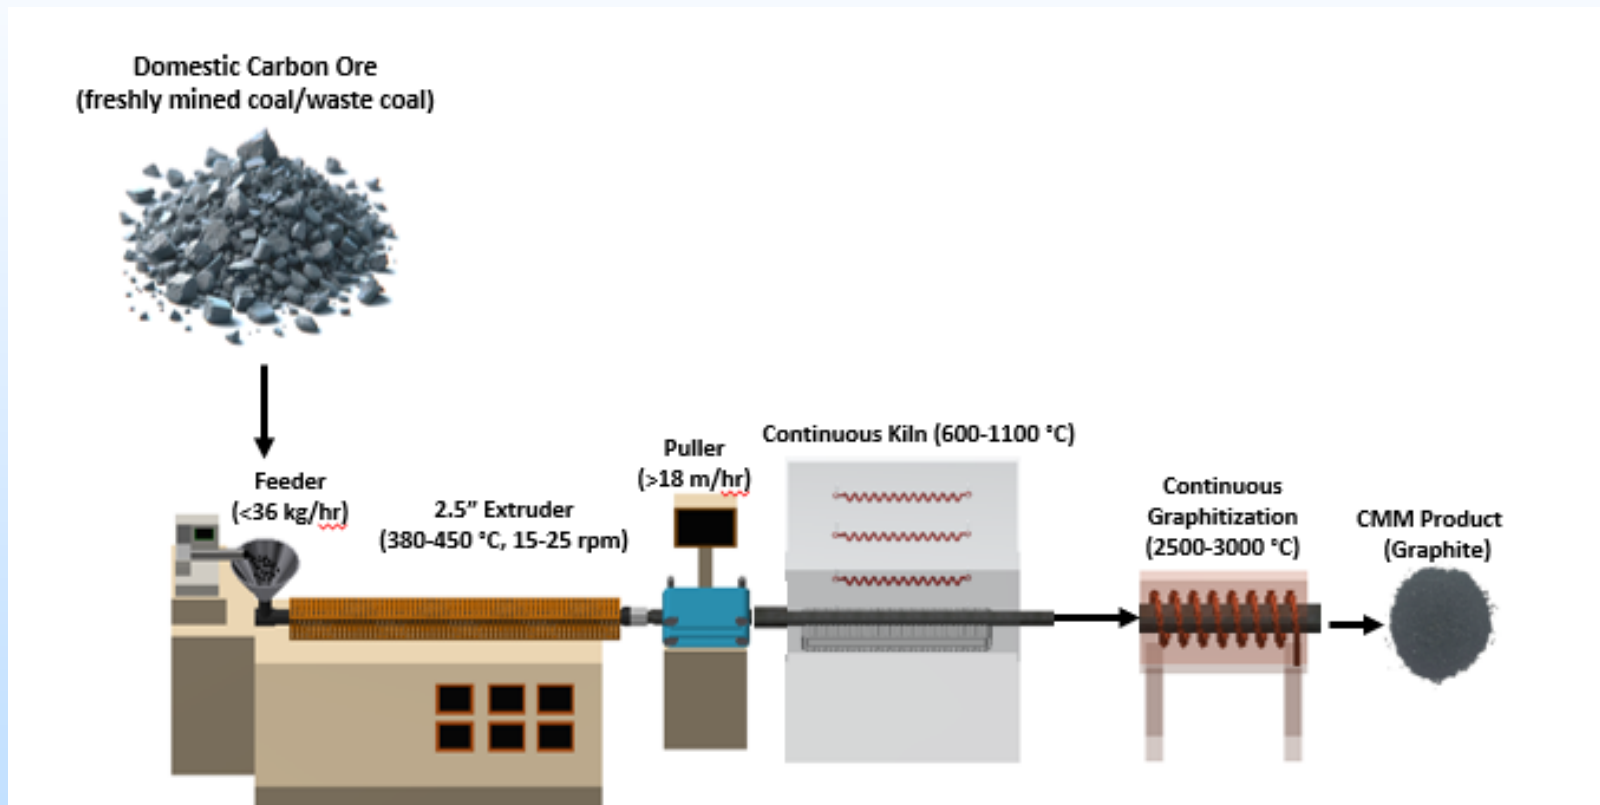 Domestic Carbon Ore
(freshly mined coal/waste coal)
Feeder
(<36 kg/hr)
2.5” Extruder
(380-450 °C, 15-25 rpm)
Puller
(>18 m/hr)
Continuous Kiln (600-1100 °C)
Continuous
Graphitization
(2500-3000 °C)
CMM Product
(Graphite)